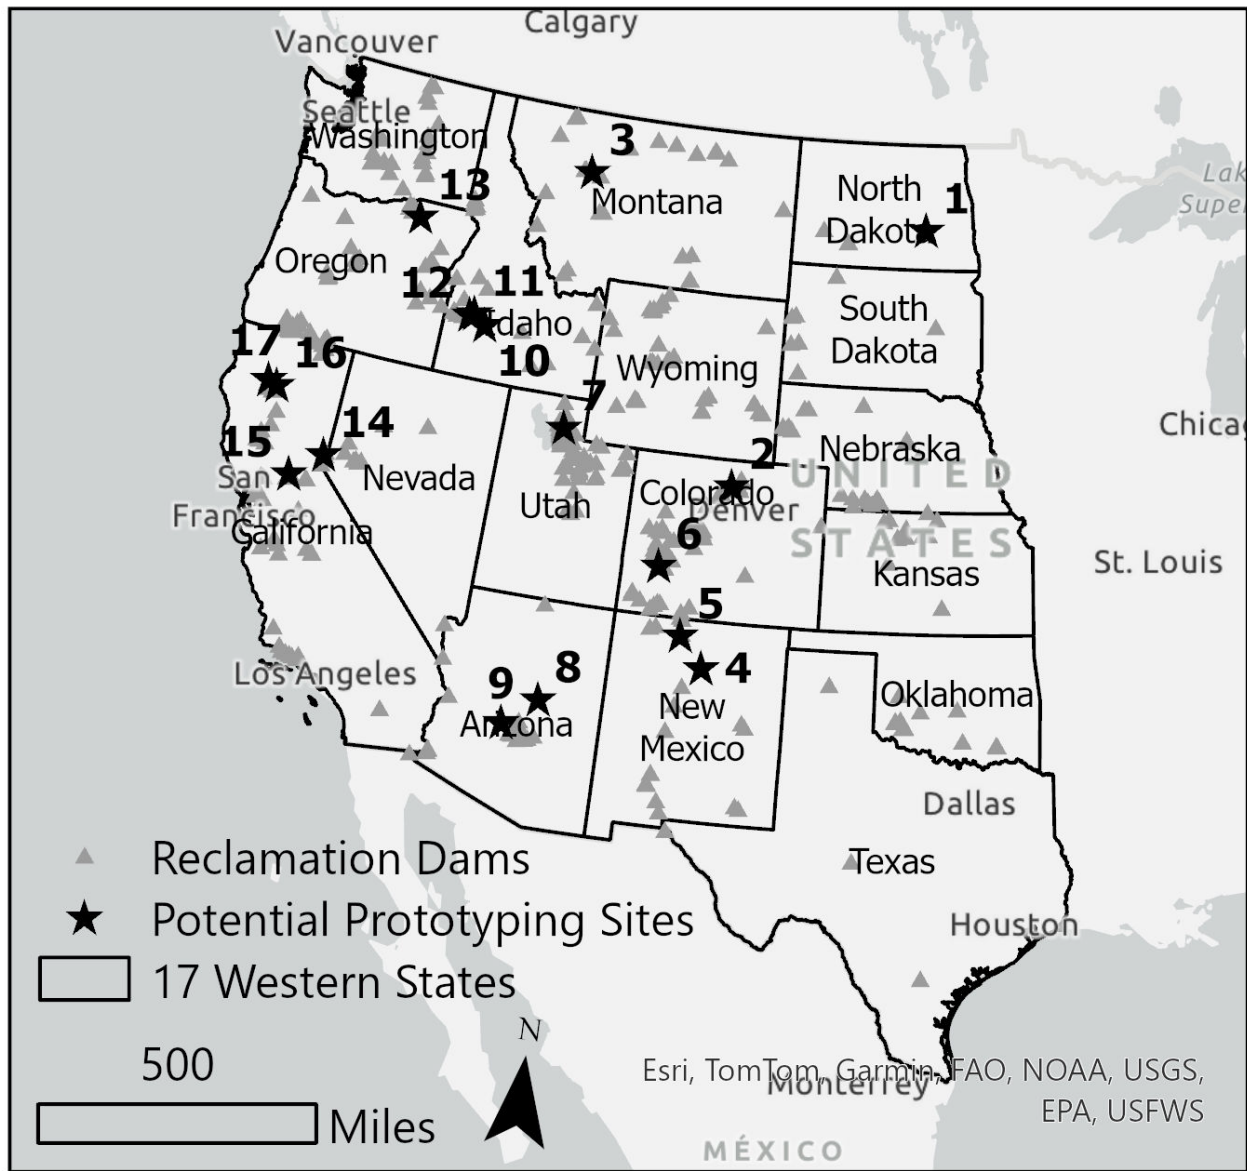 Calgary
Vancouver
Seattle
Washington
3
13
Montana
North
Dakota
1
Lak
Super
Oregon
12
11
Idaho
10
South
Dakota
17
16
Wyoming
7
14
15
San
Francisco
California
Nevada
Utah
2
Colorado
Denver
Nebraska
UNITED
STATES
Chicag
6
Kansas
St. Louis
5
4
Los Angeles
9
8
Arizona
New
Mexico
Oklahoma
Dallas
Texas
Houston
Reclamation Dams
Potential Prototyping Sites
17 Western States
500
Miles
N
Esri, TomTom, Garmin, FAO, NOAA, USGS,
EPA, USFWS
Monterrey
MÉXICO